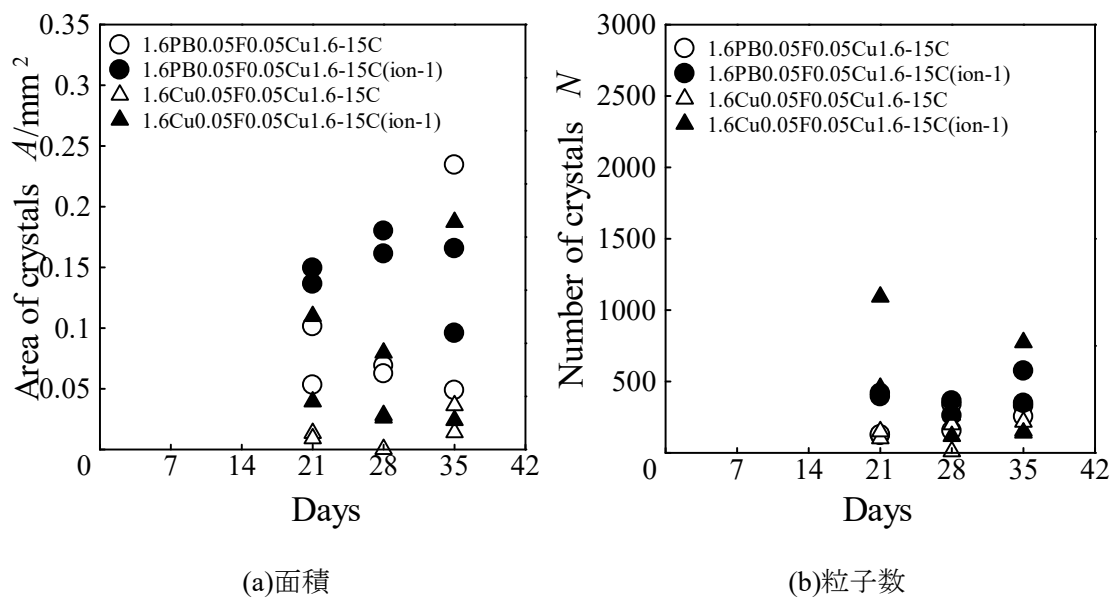 0.35
0.3
0.25
0.2
0.15
0.1
0.05
0
7
14
21
28
35
42
Area of crystals A/mm²
Days
1.6PB0.05F0.05Cu1.6-15C
1.6PB0.05F0.05Cu1.6-15C(ion-1)
1.6Cu0.05F0.05Cu1.6-15C
1.6Cu0.05F0.05Cu1.6-15C(ion-1)
(a)面積
3000
2500
2000
1500
1000
500
0
7
14
21
28
35
42
Number of crystals N
Days
1.6PB0.05F0.05Cu1.6-15C
1.6PB0.05F0.05Cu1.6-15C(ion-1)
1.6Cu0.05F0.05Cu1.6-15C
1.6Cu0.05F0.05Cu1.6-15C(ion-1)
(b)粒子数